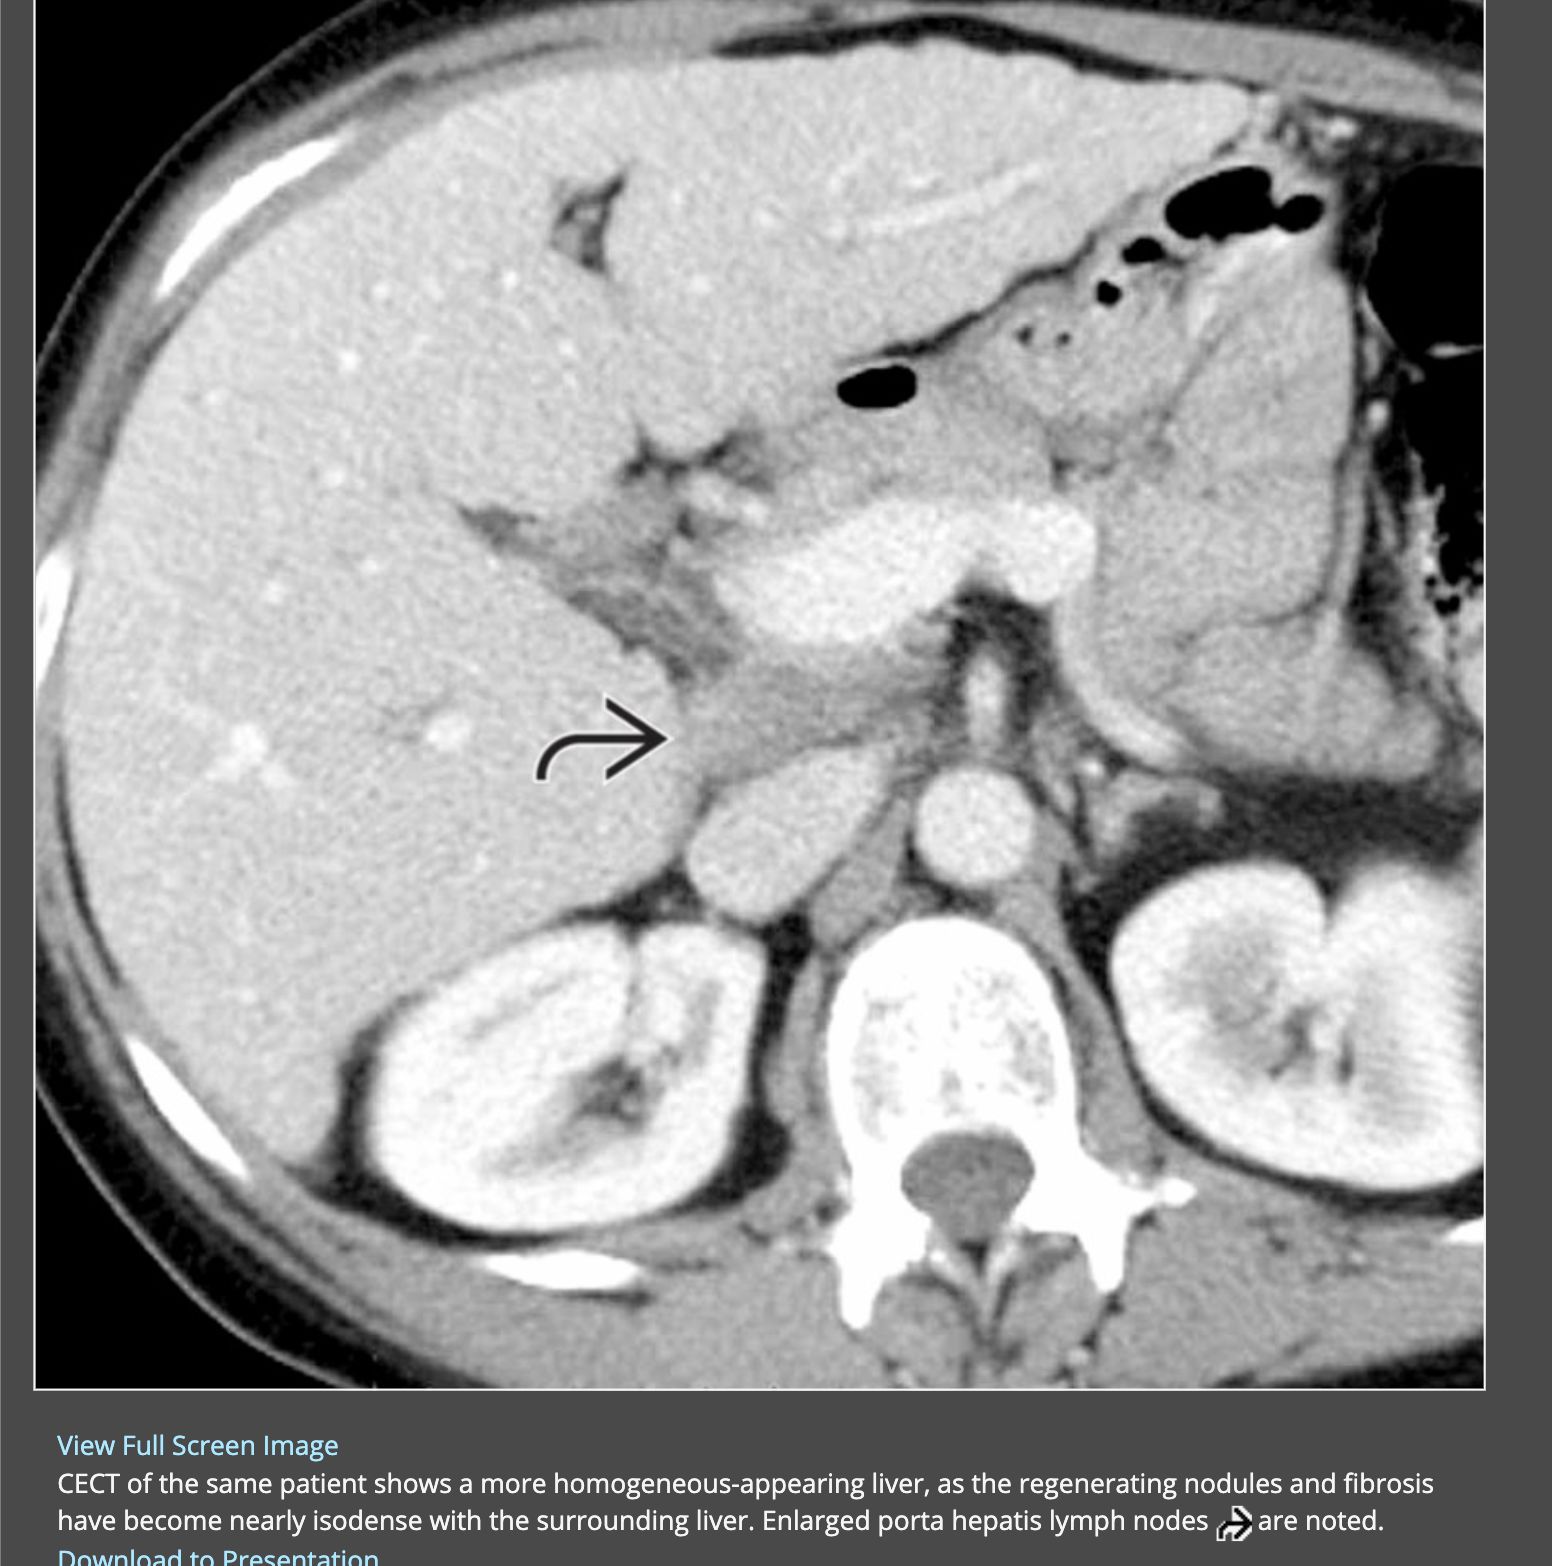 View Full Screen Image
CECT of the same patient shows a more homogeneous-appearing liver, as the regenerating nodules and fibrosis
have become nearly isodense with the surrounding liver. Enlarged porta hepatis lymph nodes are noted.
Download to Presentation